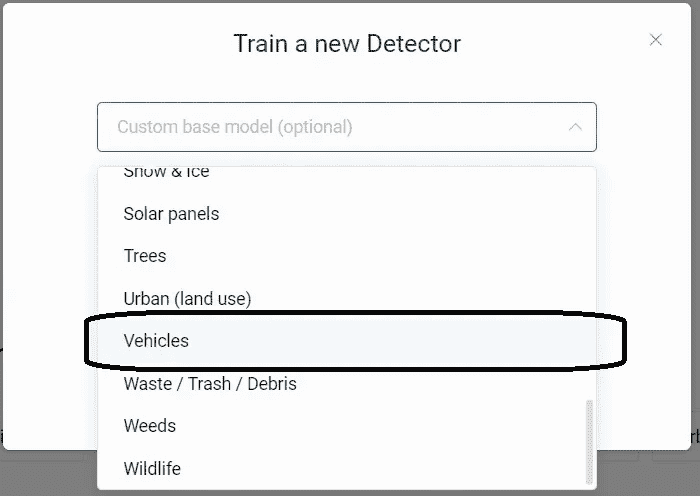 Train a new Detector
Custom base model (optional)
Snow & Ice
Solar panels
Trees
Urban (land use)
Vehicles
Waste / Trash / Debris
Weeds
Wildlife